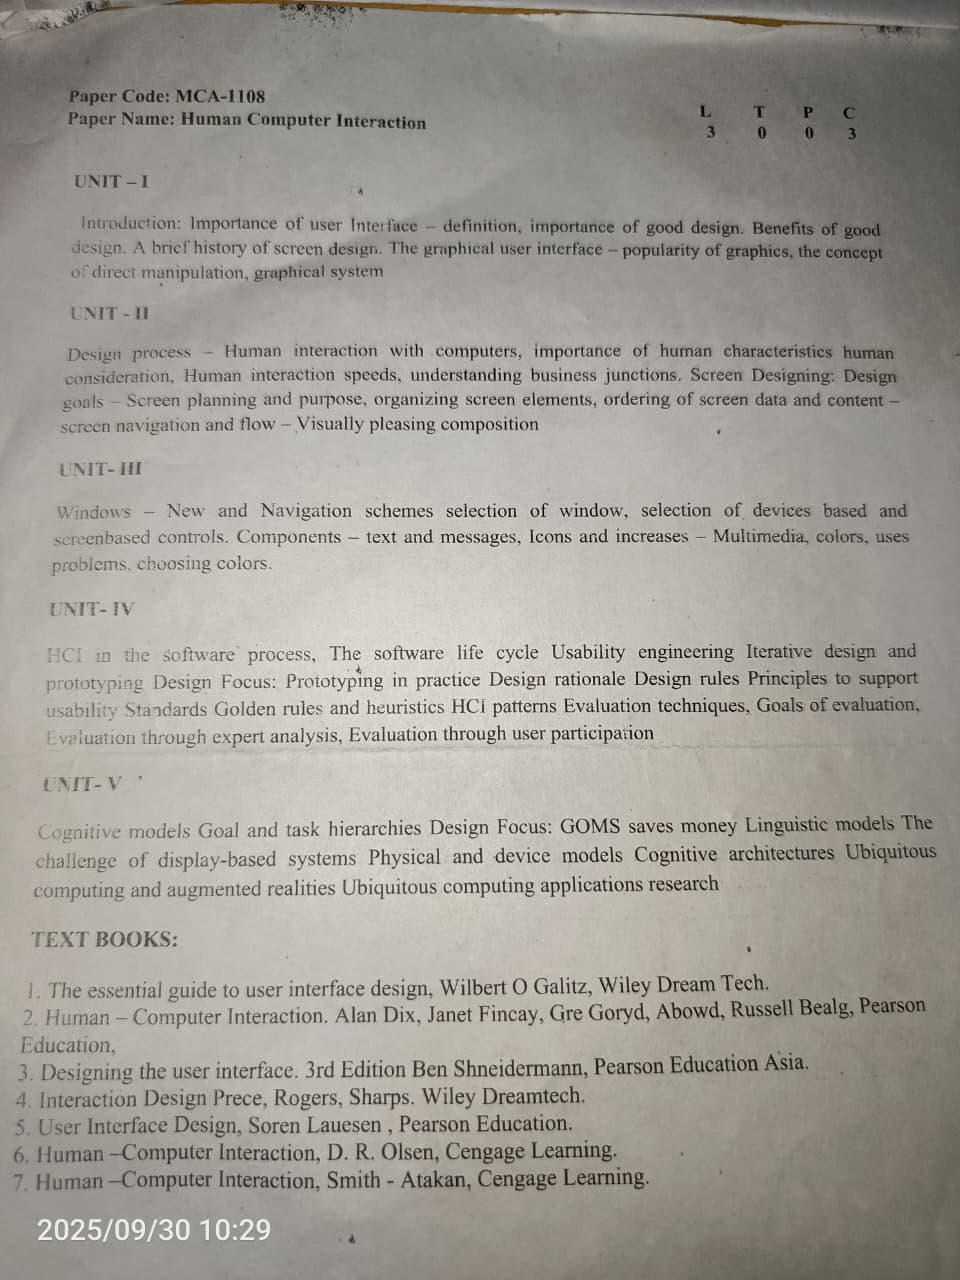 Paper Code: MCA-1108
Paper Name: Human Computer Interaction
L T P C
3 0 0 3
UNIT – I
Introduction: Importance of user Interface – definition, importance of good design. Benefits of good
design. A brief history of screen design. The graphical user interface – popularity of graphics, the concept
of direct manipulation, graphical system
UNIT - II
Design process – Human interaction with computers, importance of human characteristics human
consideration, Human interaction speeds, understanding business junctions. Screen Designing: Design
goals – Screen planning and purpose, organizing screen elements, ordering of screen data and content –
screen navigation and flow – Visually pleasing composition
UNIT- III
Windows – New and Navigation schemes selection of window, selection of devices based and
screenbased controls. Components – text and messages, Icons and increases – Multimedia, colors, uses
problems, choosing colors.
UNIT- IV
HCI in the software process, The software life cycle Usability engineering Iterative design and
prototyping Design Focus: Prototyping in practice Design rationale Design rules Principles to support
usability Standards Golden rules and heuristics HCI patterns Evaluation techniques, Goals of evaluation,
Evaluation through expert analysis, Evaluation through user participation
UNIT- V
Cognitive models Goal and task hierarchies Design Focus: GOMS saves money Linguistic models The
challenge of display-based systems Physical and device models Cognitive architectures Ubiquitous
computing and augmented realities Ubiquitous computing applications research
TEXT BOOKS:
1. The essential guide to user interface design, Wilbert O Galitz, Wiley Dream Tech.
2. Human – Computer Interaction. Alan Dix, Janet Fincay, Gre Goryd, Abowd, Russell Bealg, Pearson
Education,
3. Designing the user interface. 3rd Edition Ben Shneidermann, Pearson Education Asia.
4. Interaction Design Prece, Rogers, Sharps. Wiley Dreamtech.
5. User Interface Design, Soren Lauesen , Pearson Education.
6. Human –Computer Interaction, D. R. Olsen, Cengage Learning.
7. Human –Computer Interaction, Smith - Atakan, Cengage Learning.
2025/09/30 10:29